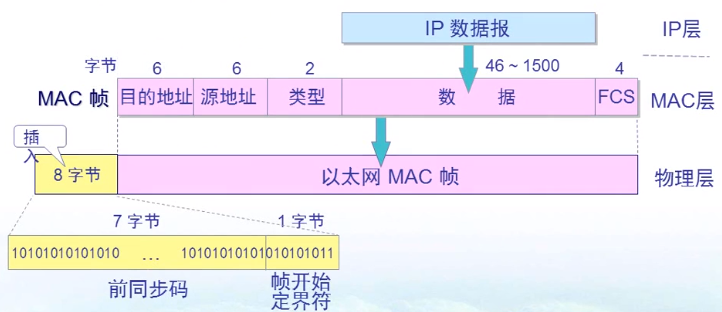 IP 数据报
IP层
字节
6
6
2
46 ~ 1500
4
MAC 帧
目的地址
源地址
类型
数 据
FCS
MAC层
插
入
8 字节
以太网 MAC 帧
物理层
7 字节
1 字节
10101010101010 … 10101010101010101011
前同步码
帧开始
定界符